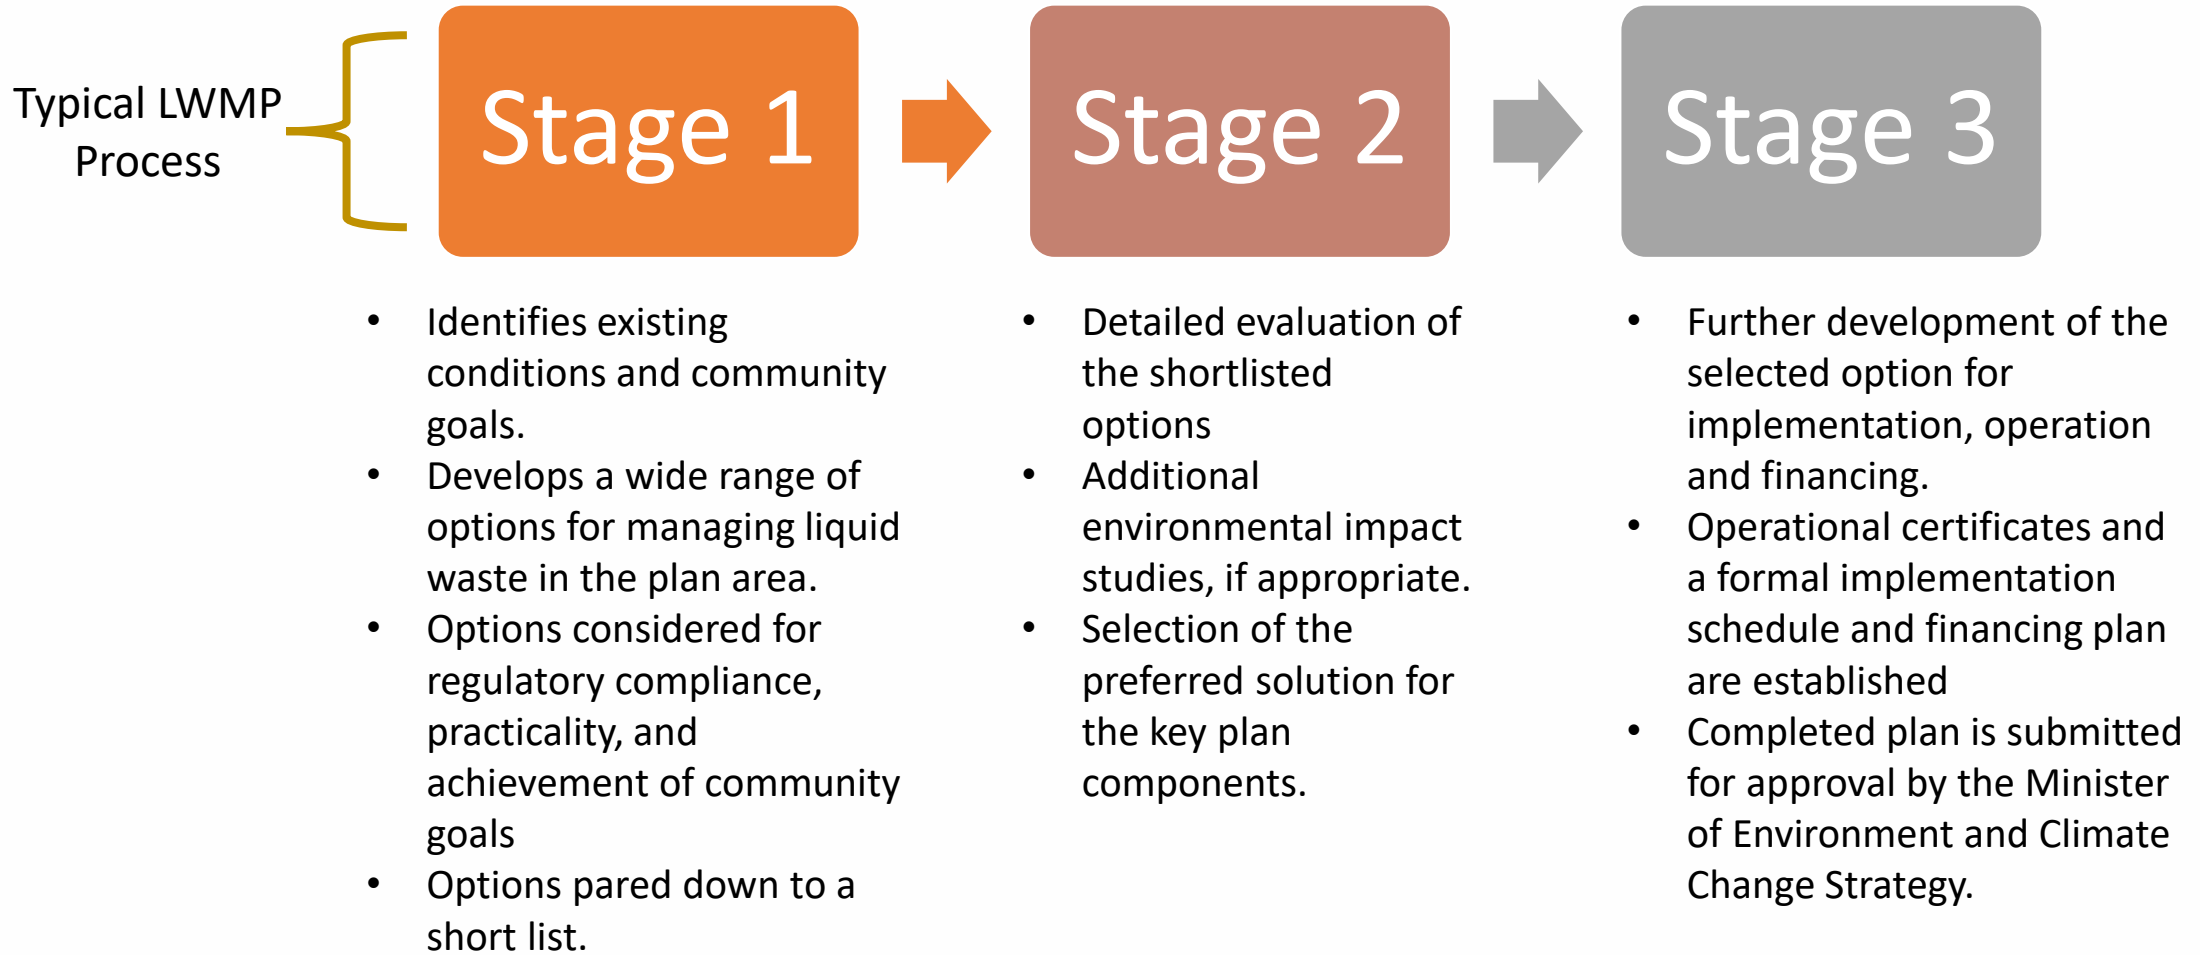 Typical LWMP
Process
Stage 1
Stage 2
Stage 3
• Identifies existing
conditions and community
goals.
• Develops a wide range of
options for managing liquid
waste in the plan area.
• Options considered for
regulatory compliance,
practicality, and
achievement of community
goals
• Options pared down to a
short list.
• Detailed evaluation of
the shortlisted
options
• Additional
environmental impact
studies, if appropriate.
• Selection of the
preferred solution for
the key plan
components.
• Further development of the
selected option for
implementation, operation
and financing.
• Operational certificates and
a formal implementation
schedule and financing plan
are established
• Completed plan is submitted
for approval by the Minister
of Environment and Climate
Change Strategy.